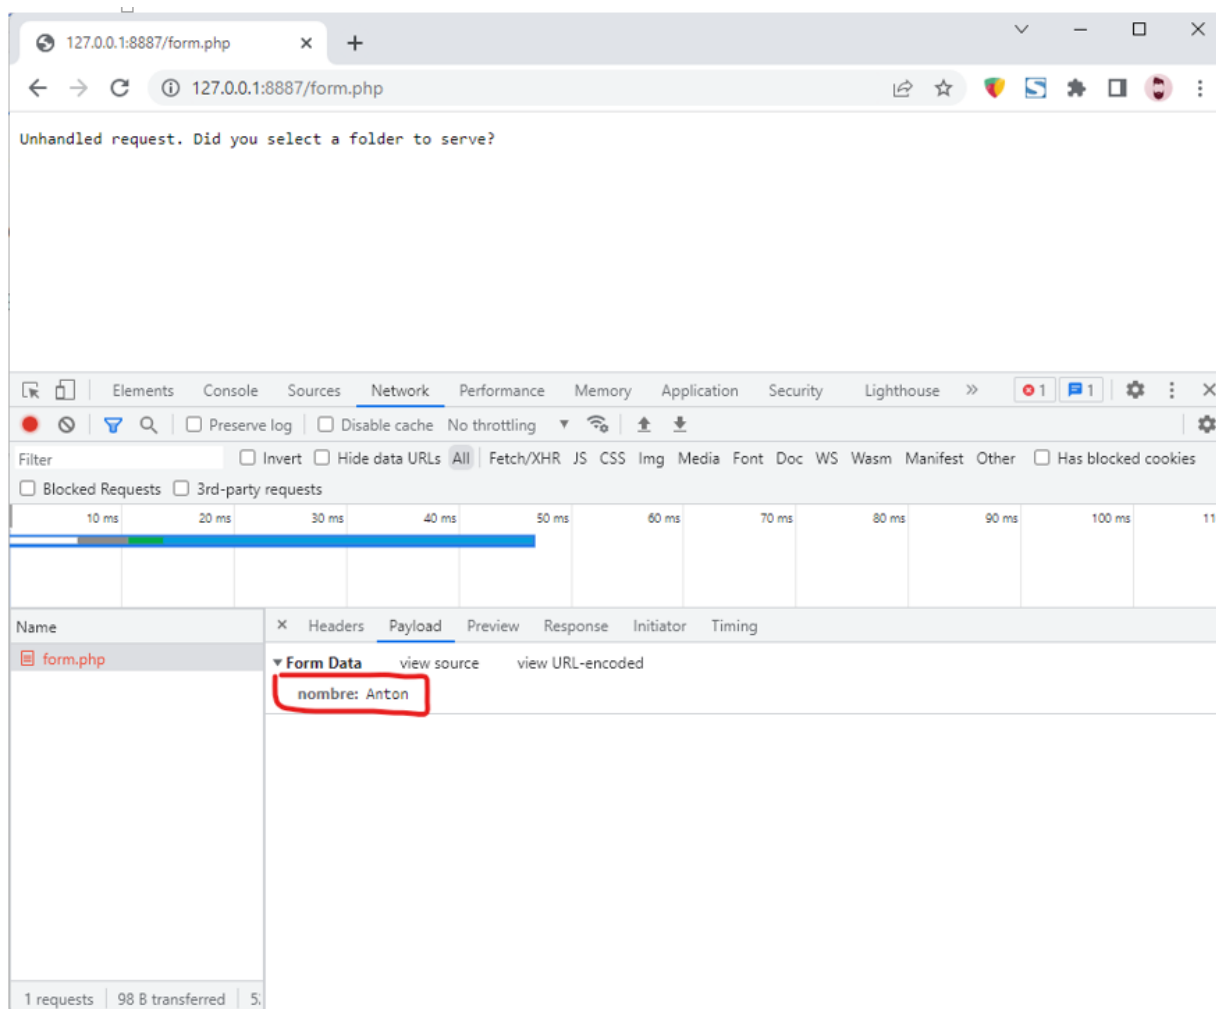 127.0.0.1:8887/form.php
127.0.0.1:8887/form.php
Unhandled request. Did you select a folder to serve?
Elements Console Sources Network Performance Memory Application Security Lighthouse » 1 1
Preserve log Disable cache No throttling
Filter Invert Hide data URLs All Fetch/XHR JS CSS Img Media Font Doc WS Wasm Manifest Other Has blocked cookies
Blocked Requests 3rd-party requests
10 ms 20 ms 30 ms 40 ms 50 ms 60 ms 70 ms 80 ms 90 ms 100 ms 11
Name Headers Payload Preview Response Initiator Timing
form.php Form Data view source view URL-encoded
nombre: Anton
1 requests 98 B transferred